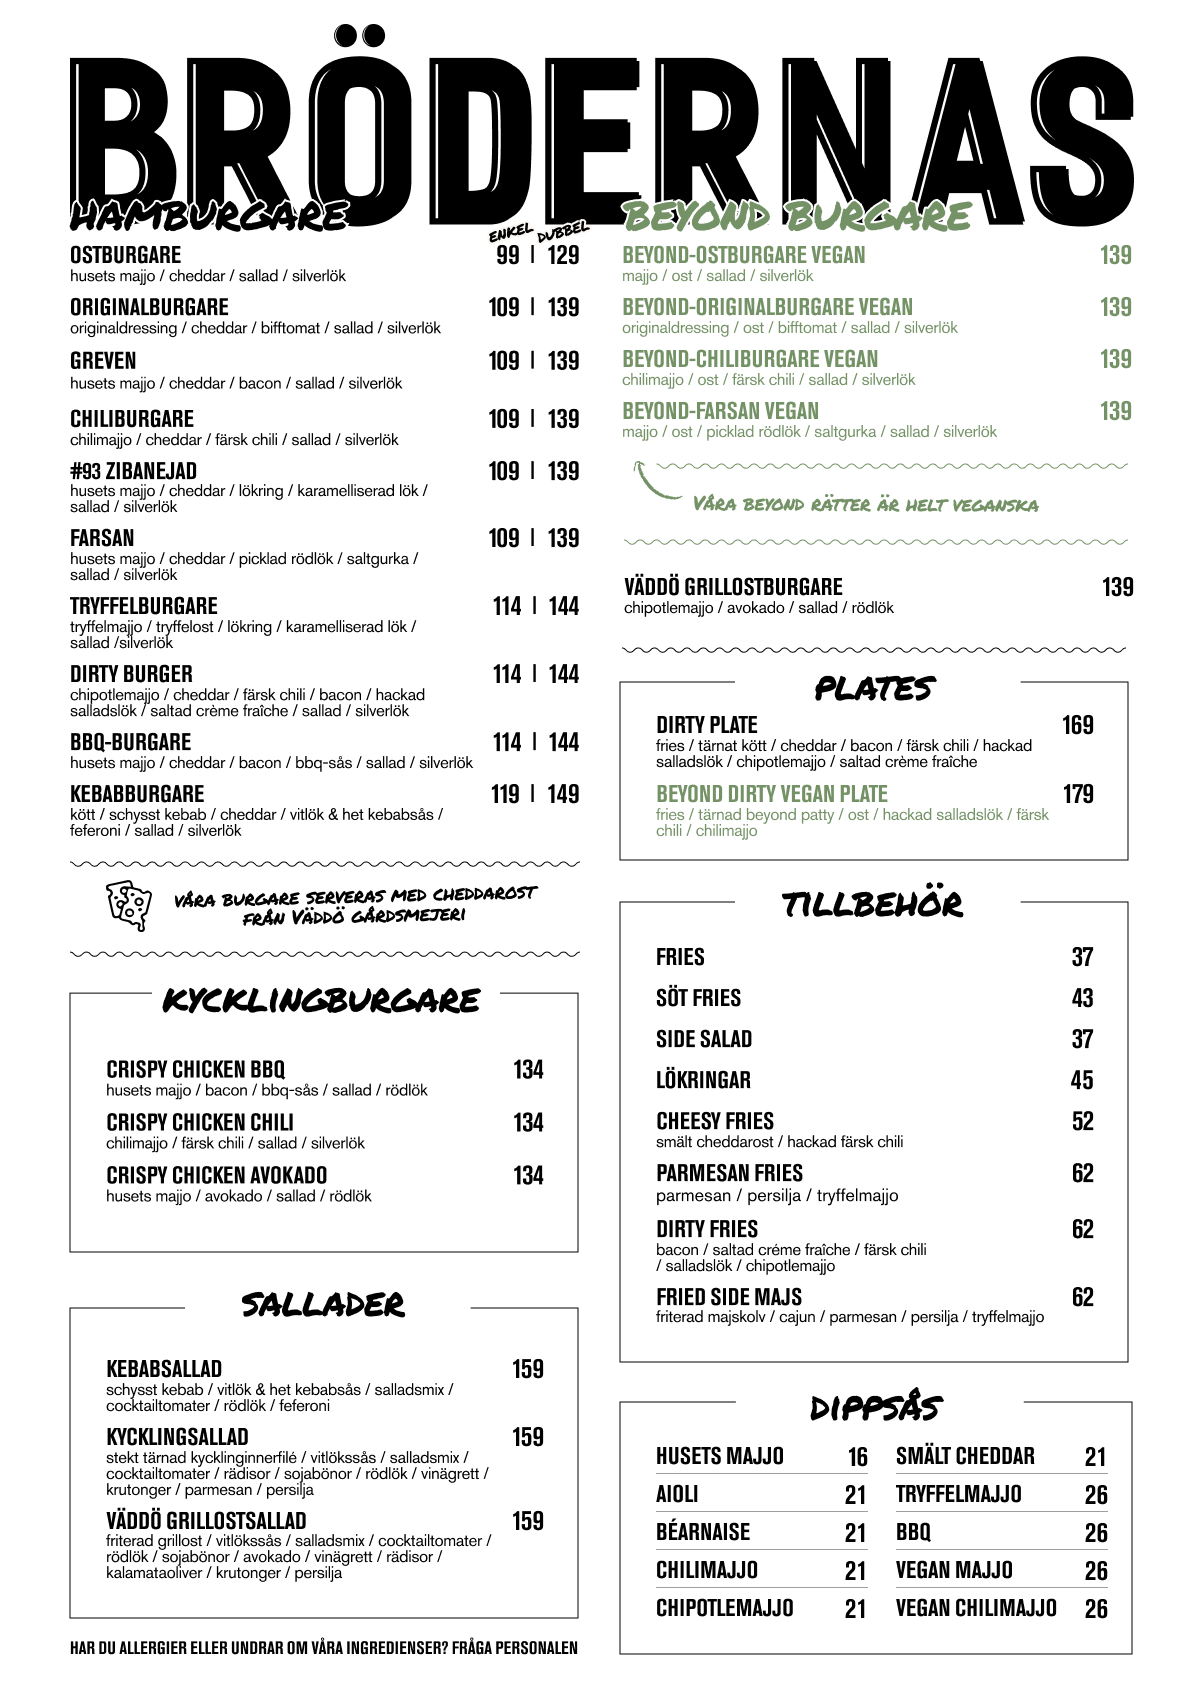 BRÖDERNAS
HAMBURGARE
ENKEL DUBBEL
OSTBURGARE 99 | 129
husets majjo / cheddar / sallad / silverlök
ORIGINALBURGARE 109 | 139
originaldressing / cheddar / bifftomat / sallad / silverlök
GREVEN 109 | 139
husets majjo / cheddar / bacon / sallad / silverlök
CHILIBURGARE 109 | 139
chilimajjo / cheddar / färsk chili / sallad / silverlök
#93 ZIBANEJAD 109 | 139
husets majjo / cheddar / lökring / karamelliserad lök /
sallad / silverlök
FARSAN 109 | 139
husets majjo / cheddar / picklad rödlök / saltgurka /
sallad / silverlök
TRYFFELBURGARE 114 | 144
tryffelmajjo / tryffelost / lökring / karamelliserad lök /
sallad /silverlök
DIRTY BURGER 114 | 144
chipotlemajjo / cheddar / färsk chili / bacon / hackad
salladslök / saltad crème fraîche / sallad / silverlök
BBQ-BURGARE 114 | 144
husets majjo / cheddar / bacon / bbq-sås / sallad / silverlök
KEBABBURGARE 119 | 149
kött / schysst kebab / cheddar / vitlök & het kebabsås /
feferoni / sallad / silverlök
VÅRA BURGARE SERVERAS MED CHEDDAROST
FRÅN VÄDDÖ GÅRDSMEJERI
KYCKLINGBURGARE
CRISPY CHICKEN BBQ 134
husets majjo / bacon / bbq-sås / sallad / rödlök
CRISPY CHICKEN CHILI 134
chilimajjo / färsk chili / sallad / silverlök
CRISPY CHICKEN AVOKADO 134
husets majjo / avokado / sallad / rödlök
SALLADER
KEBABSALLAD 159
schysst kebab / vitlök & het kebabsås / salladsmix /
cocktailtomater / rödlök / feferoni
KYCKLINGSALLAD 159
stekt tärnad kycklinginnerfilé / vitlökssås / salladsmix /
cocktailtomater / rädisor / sojabönor / rödlök / vinägrett /
krutonger / parmesan / persilja
VÄDDÖ GRILLOSTSALLAD 159
friterad grillost / vitlökssås / salladsmix / cocktailtomater /
rödlök / sojabönor / avokado / vinägrett / rädisor /
kalamataoliver / krutonger / persilja
HAR DU ALLERGIER ELLER UNDRAR OM VÅRA INGREDIENSER? FRÅGA PERSONALEN
BEYOND BURGARE
BEYOND-OSTBURGARE VEGAN 139
majjo / ost / sallad / silverlök
BEYOND-ORIGINALBURGARE VEGAN 139
originaldressing / ost / bifftomat / sallad / silverlök
BEYOND-CHILIBURGARE VEGAN 139
chilimajjo / ost / färsk chili / sallad / silverlök
BEYOND-FARSAN VEGAN 139
majjo / ost / picklad rödlök / saltgurka / sallad / silverlök
VÅRA BEYOND RÄTTER ÄR HELT VEGANSKA
VÄDDÖ GRILLOSTBURGARE 139
chipotlemajjo / avokado / sallad / rödlök
PLATES
DIRTY PLATE 169
fries / tärnat kött / cheddar / bacon / färsk chili / hackad
salladslök / chipotlemajjo / saltad crème fraîche
BEYOND DIRTY VEGAN PLATE 179
fries / tärnad beyond patty / ost / hackad salladslök / färsk
chili / chilimajjo
TILLBEHÖR
FRIES 37
SÖT FRIES 43
SIDE SALAD 37
LÖKRINGAR 45
CHEESY FRIES 52
smält cheddarost / hackad färsk chili
PARMESAN FRIES 62
parmesan / persilja / tryffelmajjo
DIRTY FRIES 62
bacon / saltad créme fraîche / färsk chili
/ salladslök / chipotlemajjo
FRIED SIDE MAJS 62
friterad majskolv / cajun / parmesan / persilja / tryffelmajjo
DIPPSÅS
HUSETS MAJJO 16 SMÄLT CHEDDAR 21
AIOLI 21 TRYFFELMAJJO 26
BÉARNAISE 21 BBQ 26
CHILIMAJJO 21 VEGAN MAJJO 26
CHIPOTLEMAJJO 21 VEGAN CHILIMAJJO 26